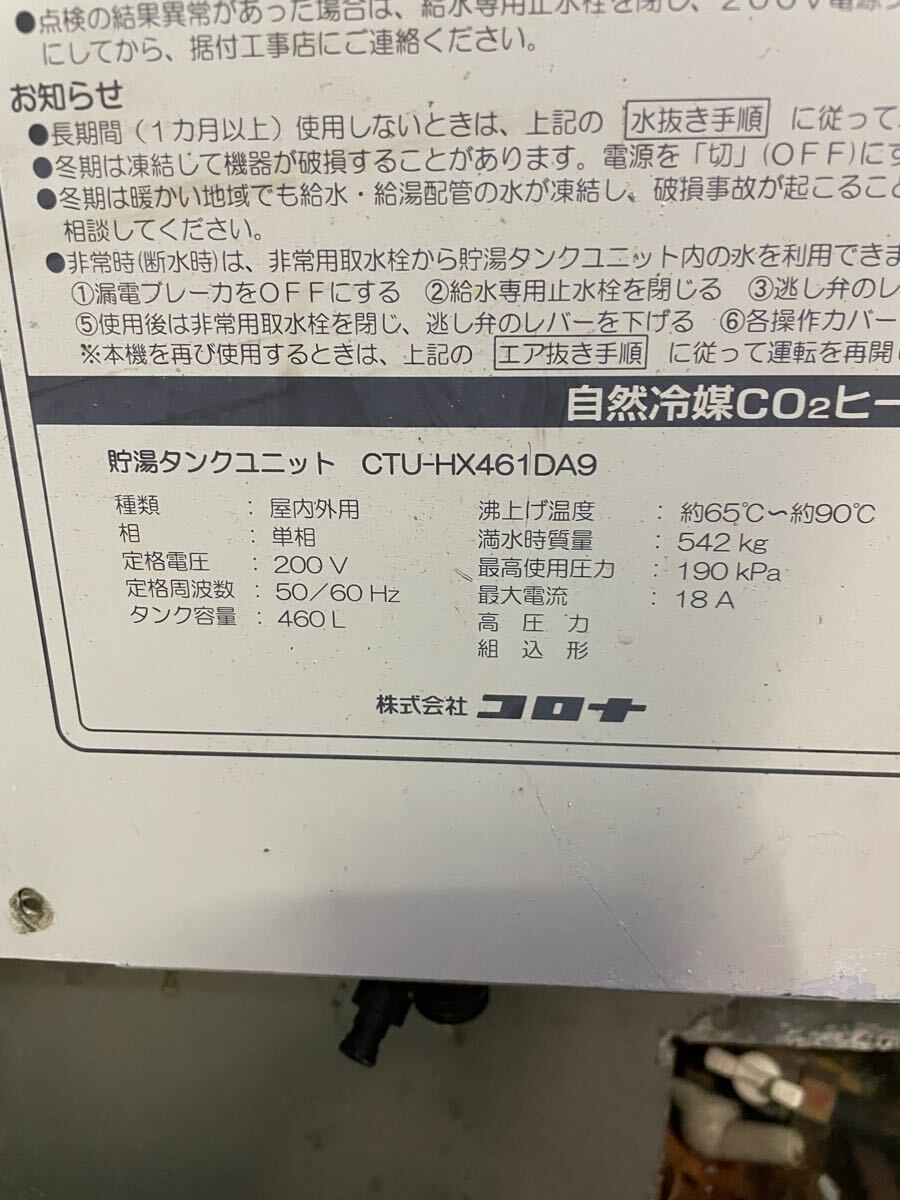 ●点検の結果異常があった場合は、給水専用止水栓を閉じ、200V電源
にしてから、据付工事店にご連絡ください。
お知らせ
●長期間（1カ月以上）使用しないときは、上記の 水抜き手順 に従って
●冬期は凍結して機器が破損することがあります。電源を「切」(OFF)にす
●冬期は暖かい地域でも給水・給湯配管の水が凍結し、破損事故が起こること
相談してください。
●非常時(断水時)は、非常用取水栓から貯湯タンクユニット内の水を利用できま
①漏電ブレーカをOFFにする ②給水専用止水栓を閉じる ③逃し弁のレ
⑤使用後は非常用取水栓を閉じ、逃し弁のレバーを下げる ⑥各操作カバー
※本機を再び使用するときは、上記の エア抜き手順 に従って運転を再開
自然冷媒CO2ヒー
貯湯タンクユニット CTU-HX461DA9
種類 : 屋内外用
相 : 単相
定格電圧 : 200 V
定格周波数 : 50/60 Hz
タンク容量 : 460 L
沸上げ温度 : 約65℃～約90℃
満水時質量 : 542 kg
最高使用圧力 : 190 kPa
最大電流 : 18 A
高圧力
組込形
株式会社 コロナ